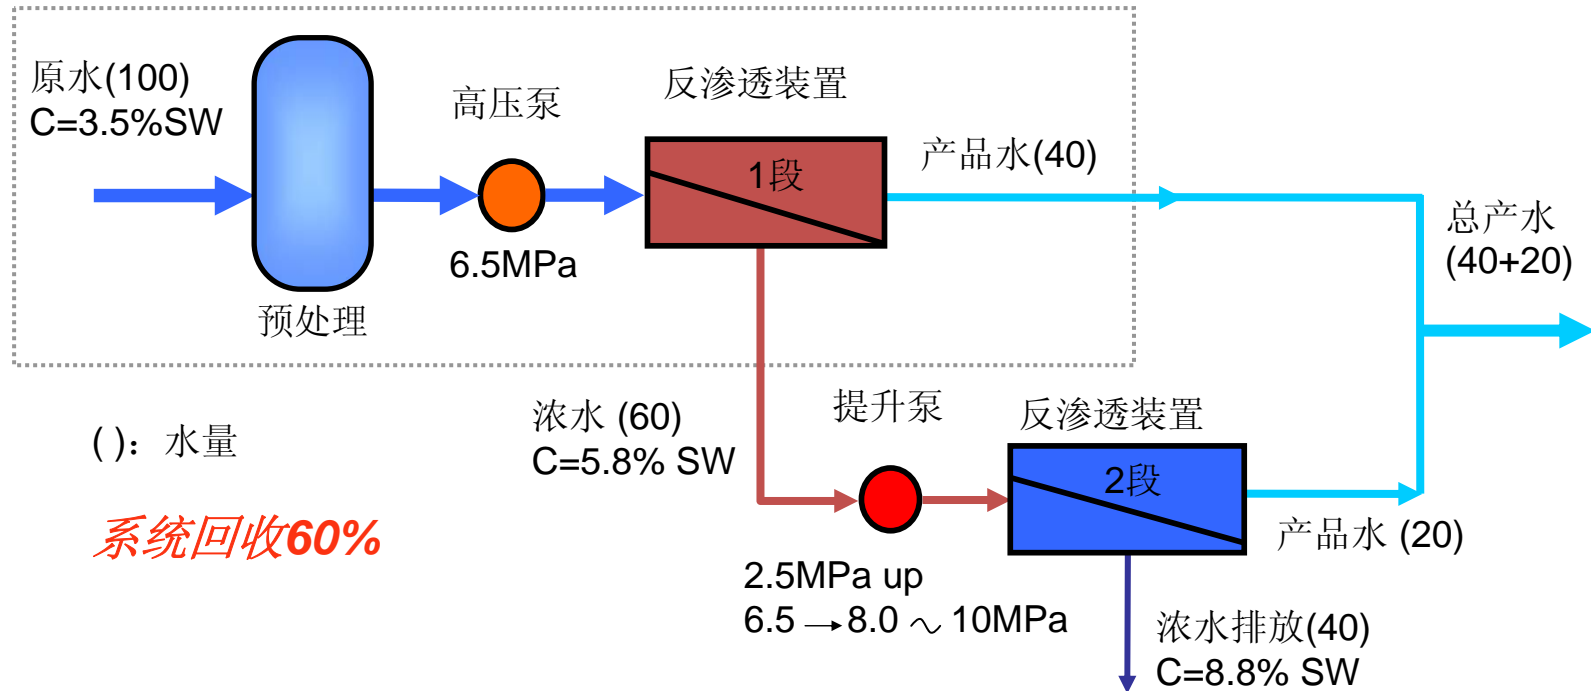 原水(100)
C=3.5%SW
预处理
高压泵
6.5MPa
反渗透装置
1段
产品水(40)
总产水
(40+20)
浓水 (60)
C=5.8% SW
提升泵
2.5MPa up
6.5 → 8.0 ~ 10MPa
反渗透装置
2段
产品水 (20)
浓水排放(40)
C=8.8% SW
( )：水量
系统回收60%